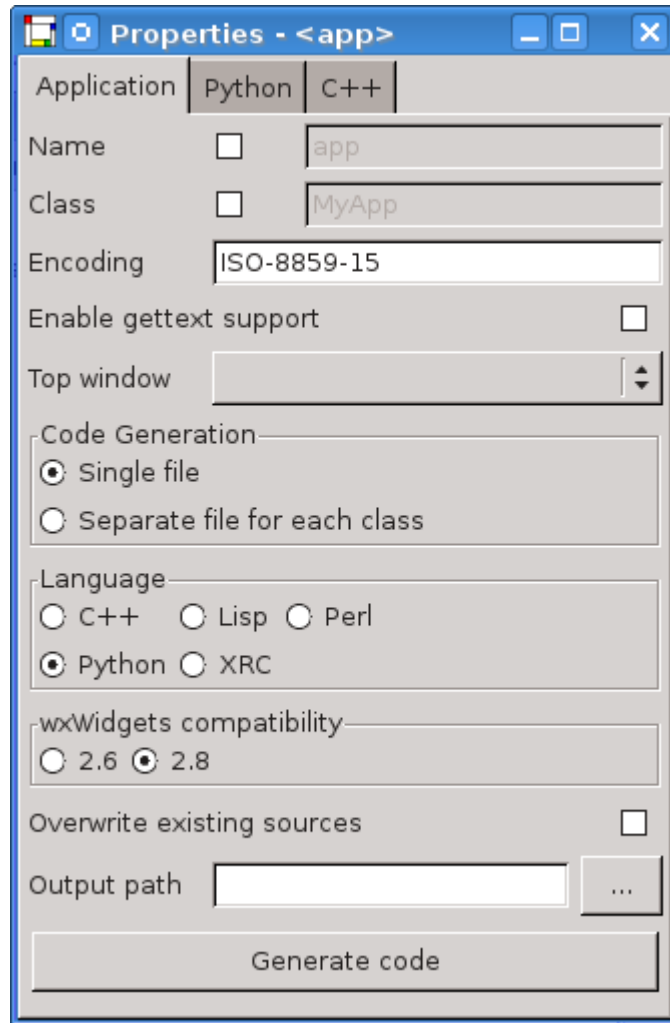 Properties - <app>
Application Python C++
Name app
Class MyApp
Encoding ISO-8859-15
Enable gettext support
Top window
Code Generation
Single file
Separate file for each class
Language
C++ Lisp Perl
Python XRC
wxWidgets compatibility
2.6 2.8
Overwrite existing sources
Output path ...
Generate code